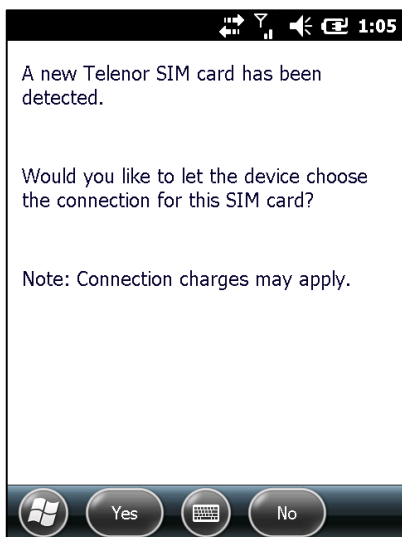 1:05
A new Telenor SIM card has been
detected.
Would you like to let the device choose
the connection for this SIM card?
Note: Connection charges may apply.
Yes
No